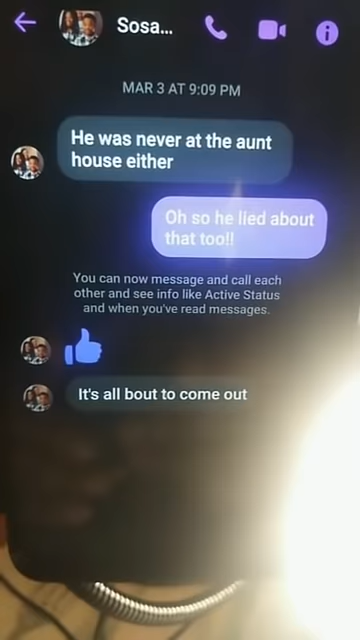 Sosa...
MAR 3 AT 9:09 PM
He was never at the aunt
house either
Oh so he lied about
that too!!
You can now message and call each
other and see info like Active Status
and when you've read messages.
It's all bout to come out